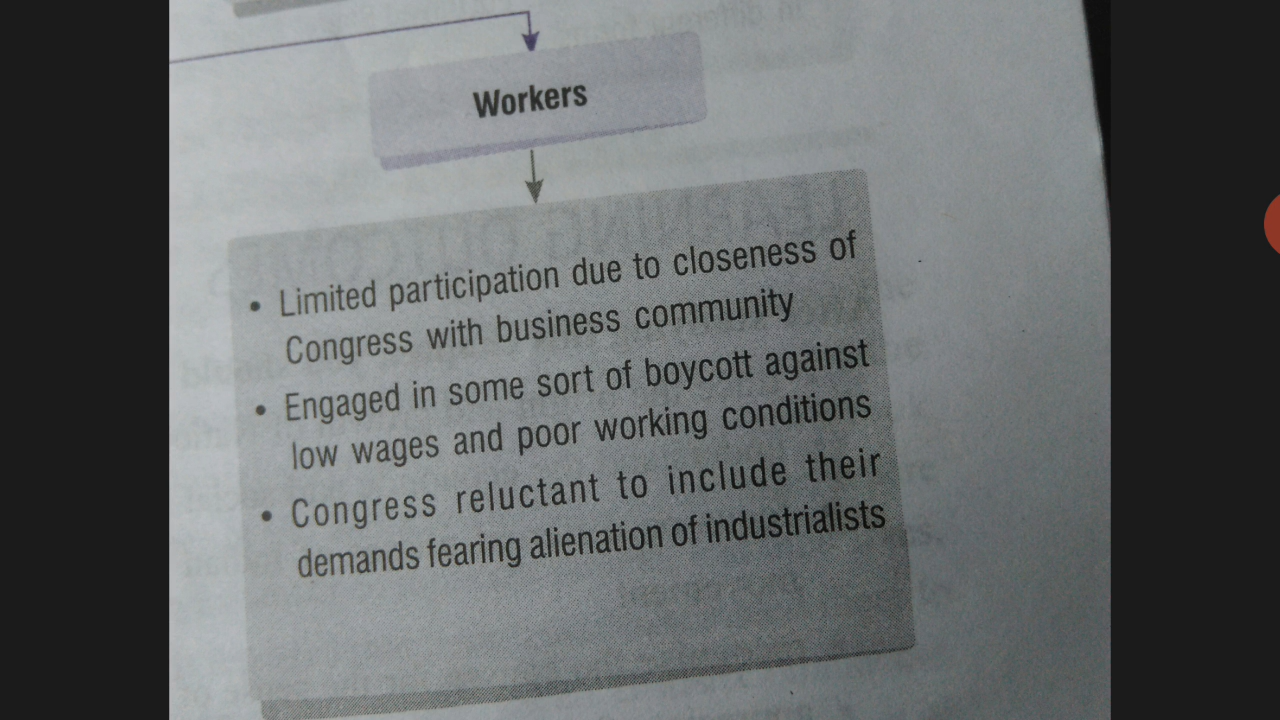 Workers
• Limited participation due to closeness of
Congress with business community
• Engaged in some sort of boycott against
low wages and poor working conditions
• Congress reluctant to include their
demands fearing alienation of industrialists